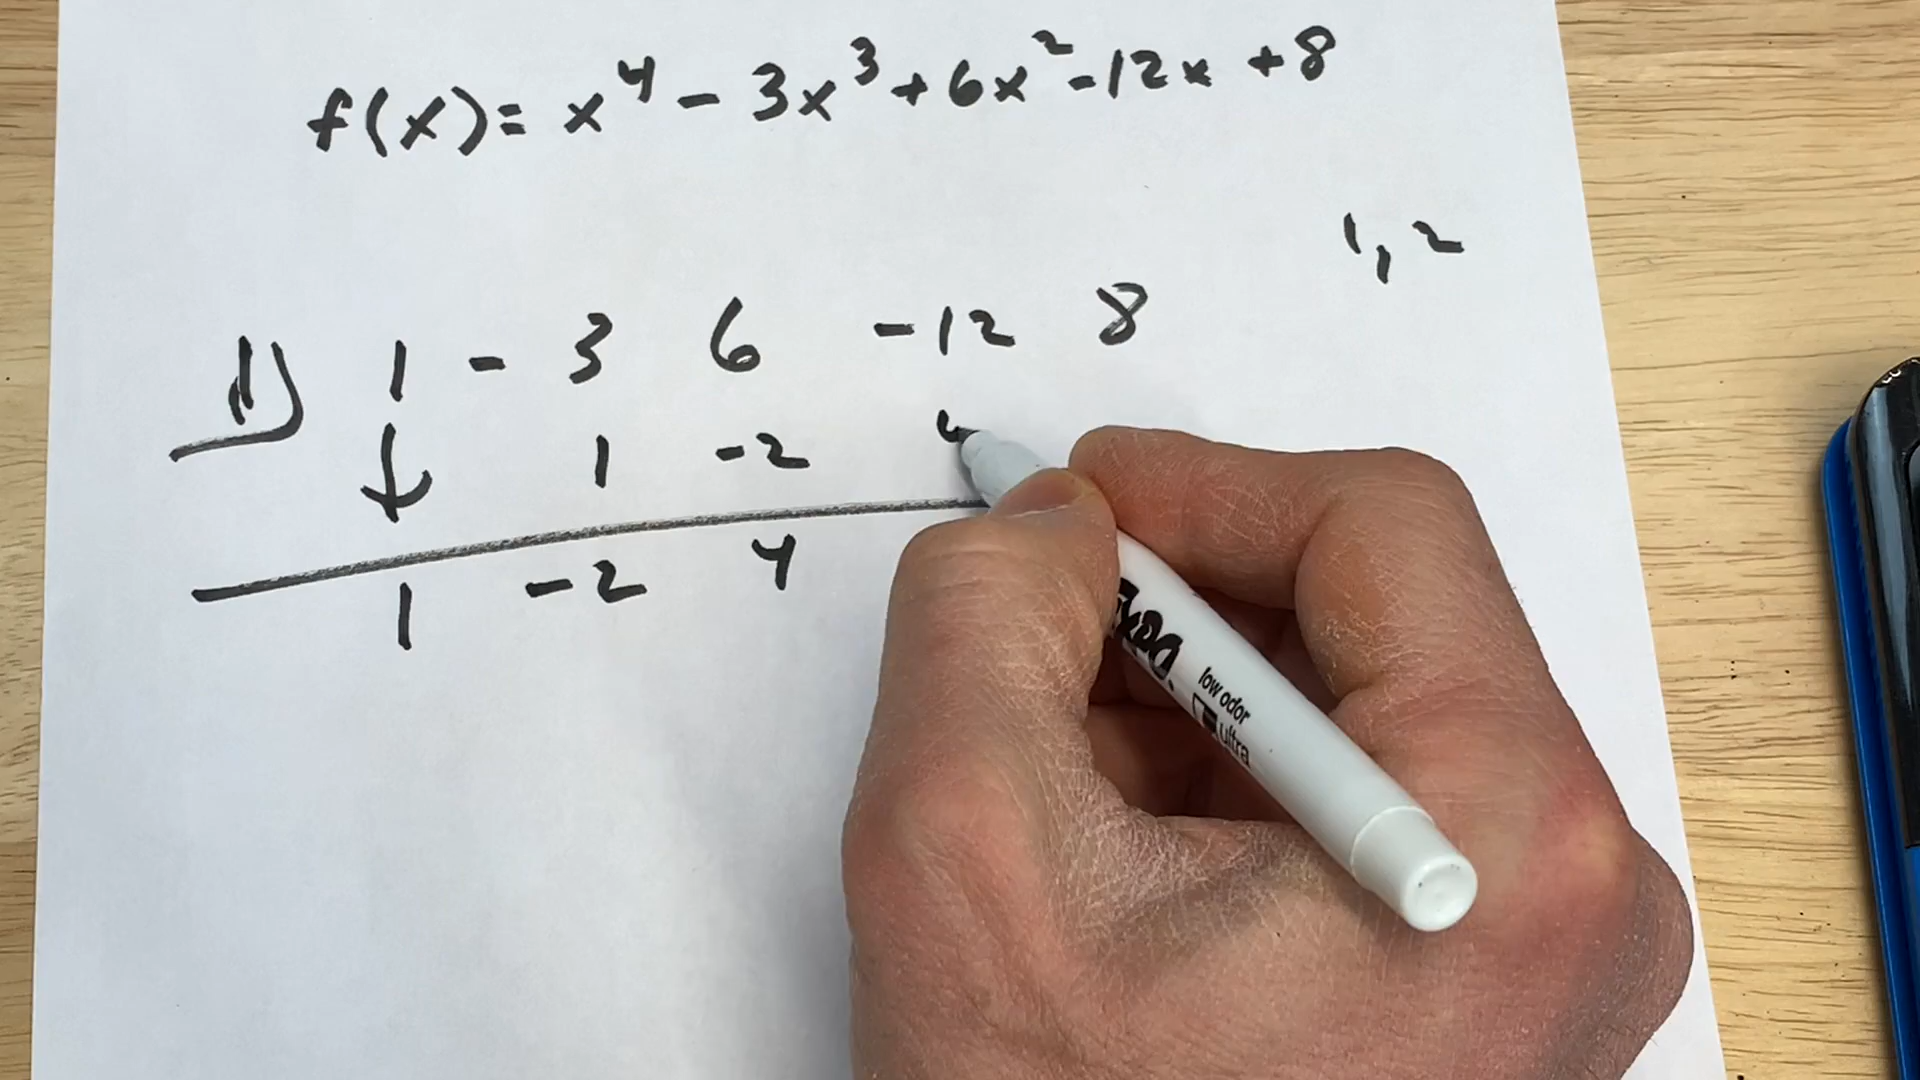 f(x)= x⁴ - 3x³ + 6x² - 12x + 8
1, 2
1 1 -3 6 -12 8
1 -2 4
1 -2 4
EXPO.
low odor
ultra